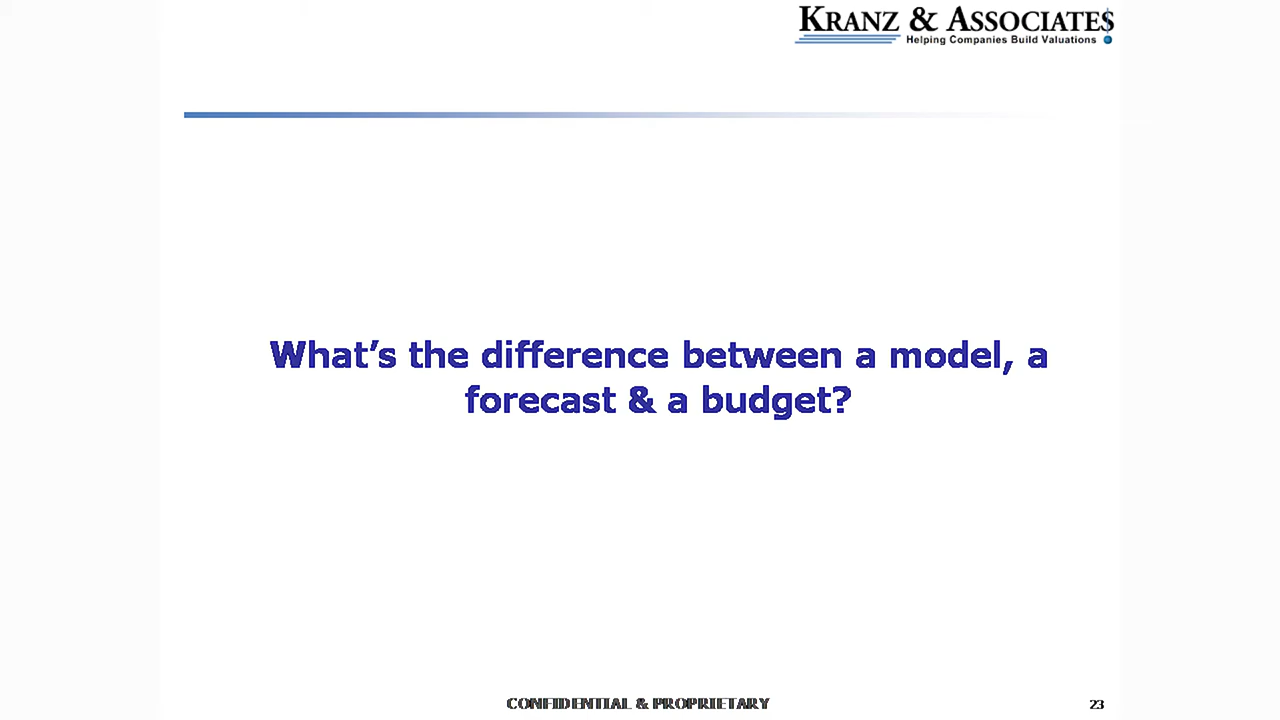 KRANZ & ASSOCIATES
Helping Companies Build Valuations
What's the difference between a model, a
forecast & a budget?
CONFIDENTIAL & PROPRIETARY
23